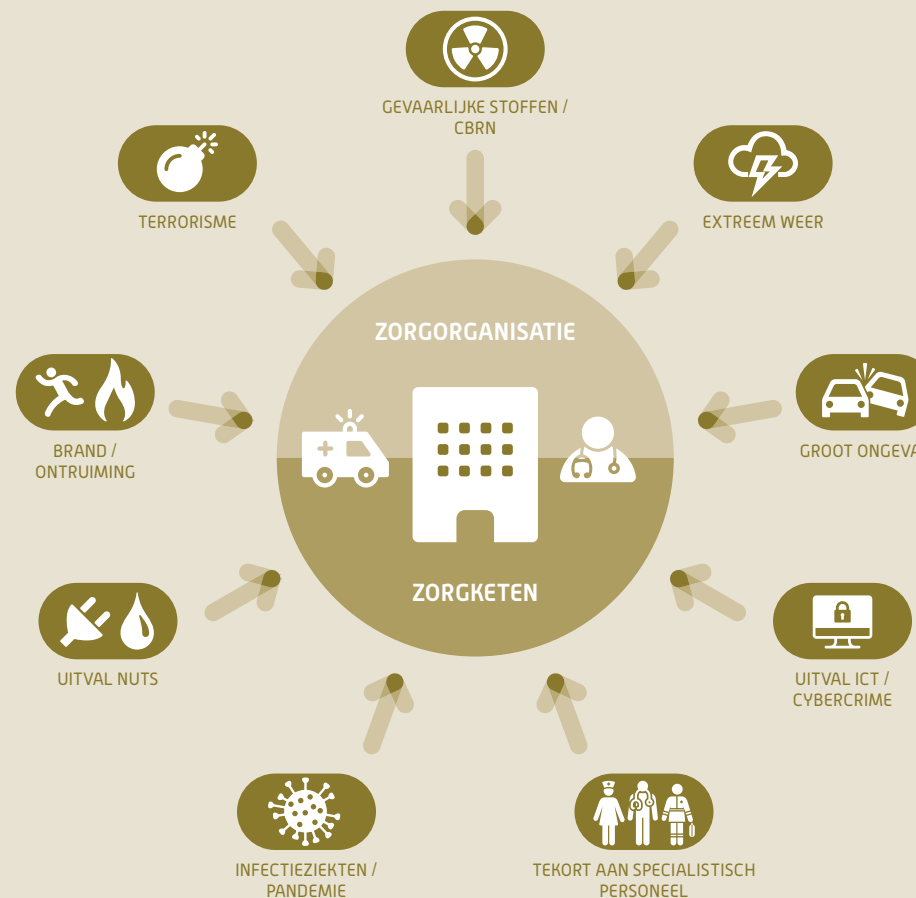 GEVAARLIJKE STOFFEN /
CBRN
TERRORISME
EXTREEM WEER
ZORGORGANISATIE
BRAND /
ONTRUIMING
GROOT ONGEVA
ZORGKETEN
UITVAL NUTS
UITVAL ICT /
CYBERCRIME
INFECTIEZIEKTEN /
PANDEMIE
TEKORT AAN SPECIALISTISCH
PERSONEEL